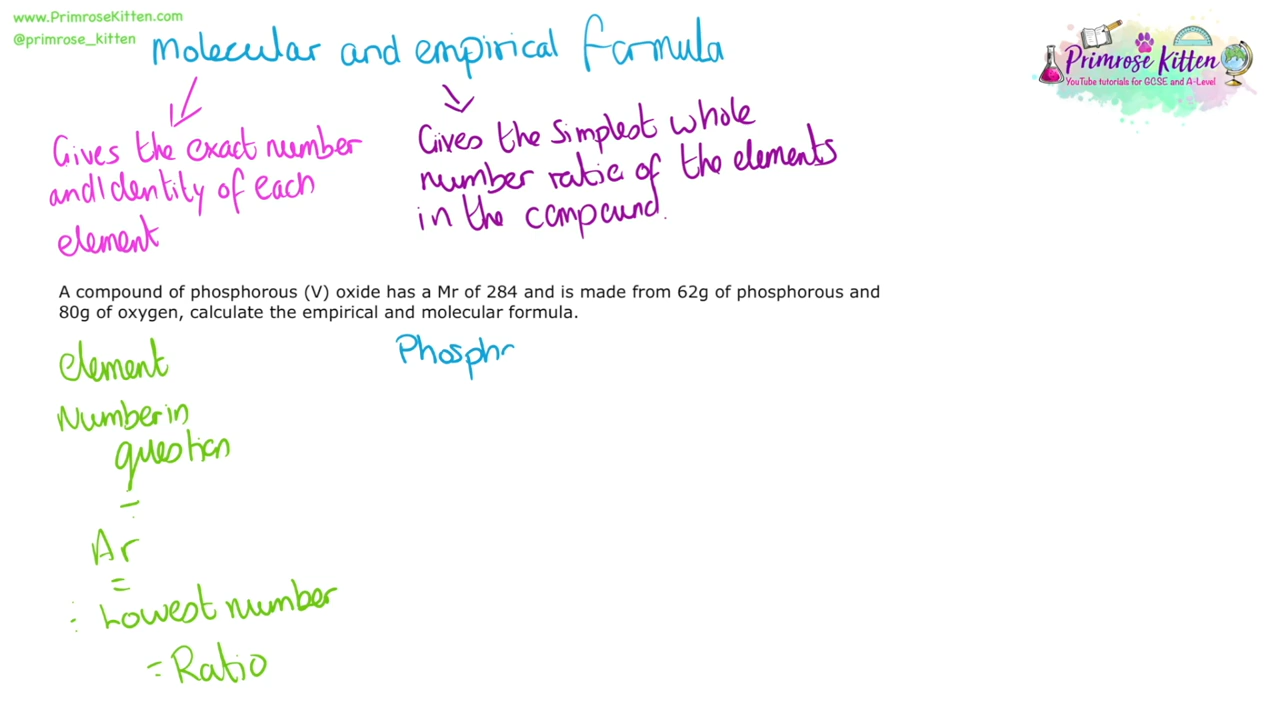 www.PrimroseKitten.com
@primrose_kitten
Molecular and empirical formula
Primrose Kitten
YouTube tutorials for GCSE and A-Level
Gives the exact number
and identity of each
element
Gives the simplest whole
number ratio of the elements
in the compound.
A compound of phosphorous (V) oxide has a Mr of 284 and is made from 62g of phosphorous and
80g of oxygen, calculate the empirical and molecular formula.
element
Phosphr
Number in
question
÷
Ar
=
÷ Lowest number
= Ratio